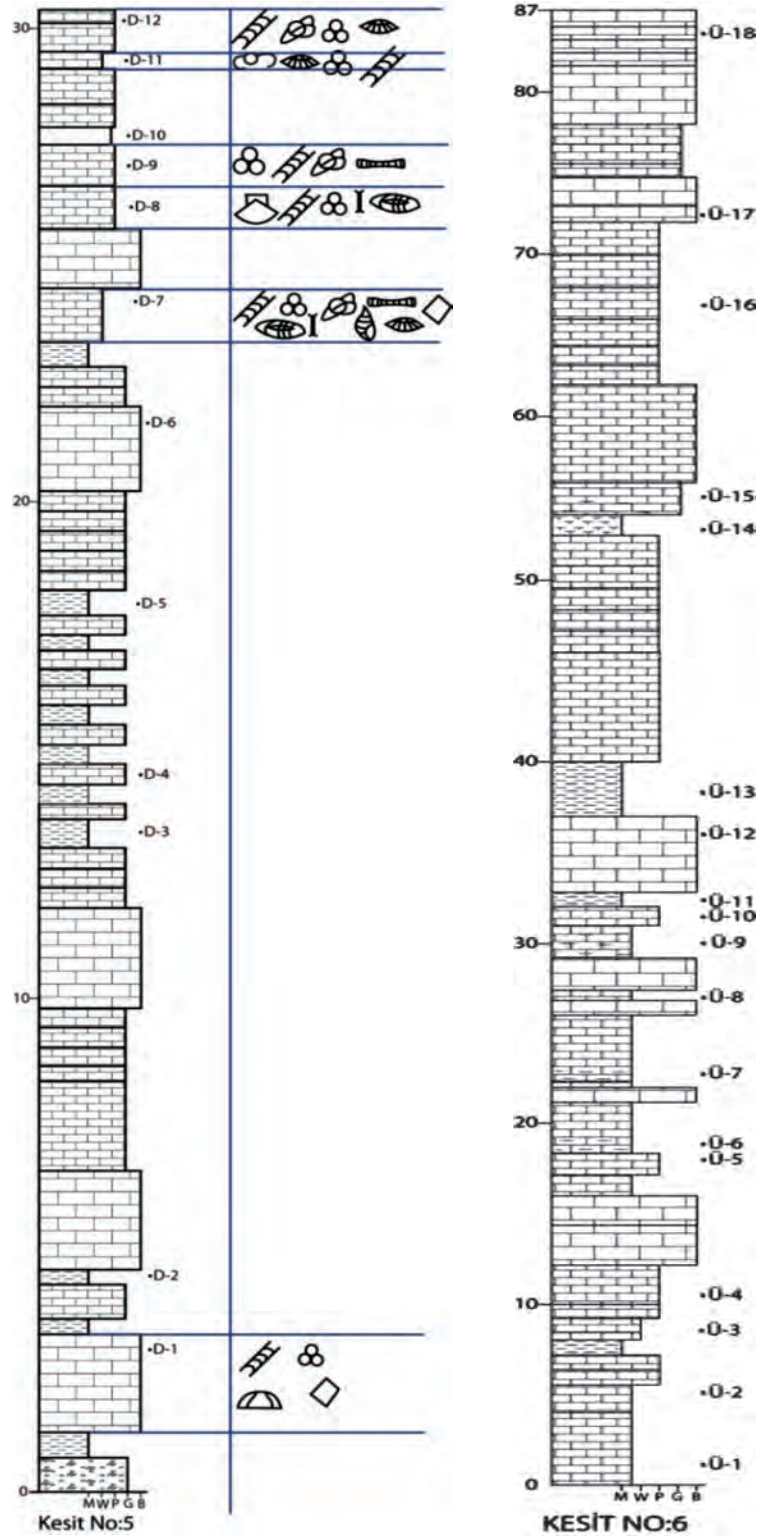 30
•D-12
•D-11
•D-10
•D-9
•D-8
•D-7
•D-6
20
•D-5
•D-4
•D-3
10
•D-2
•D-1
0
M W P G B
Kesit No:5
87
•Ü-18
80
•Ü-17
70
•Ü-16
60
•Ü-15
•Ü-14
50
40
•Ü-13
•Ü-12
•Ü-11
•Ü-10
30
•Ü-9
•Ü-8
•Ü-7
20
•Ü-6
•Ü-5
10
•Ü-4
•Ü-3
•Ü-2
•Ü-1
0
M W P G B
KESİT NO:6